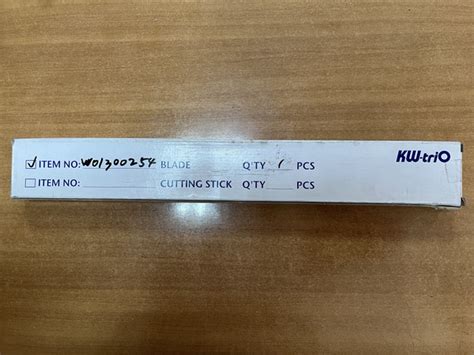 ☑ ITEM NO: W01300254 BLADE Q'TY 1 PCS
☐ ITEM NO: CUTTING STICK Q'TY PCS
KW-triO